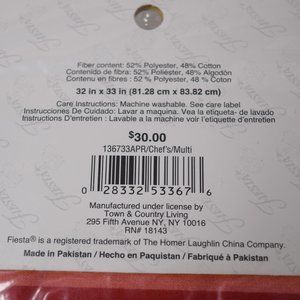 Fiber content: 52% Polyester, 48% Cotton
Contenido de fibra: 52% Poliéster, 48% Algodón
Contenu en fibres : 52 % Polyester, 48 % Coton
32 in x 33 in (81.28 cm x 83.82 cm)
Care Instructions: Machine washable. See care label
Instrucciones De Cuidado: Lavar a maquina. Vea la etiqueta- de lavado
Instructions D'entretien : Lavable a la machine voir l'etiquette d'entretien
$30.00
136733APR/Chef's/Multi
0 28332 53367 6
Manufactured under license by
Town & Country Living
295 Fifth Avenue NY, NY 10016
RN# 18143
Fiesta® is a registered trademark of The Homer Laughlin China Company.
Made in Pakistan / Hecho en Paquistan / Fabriqué à Pakistan